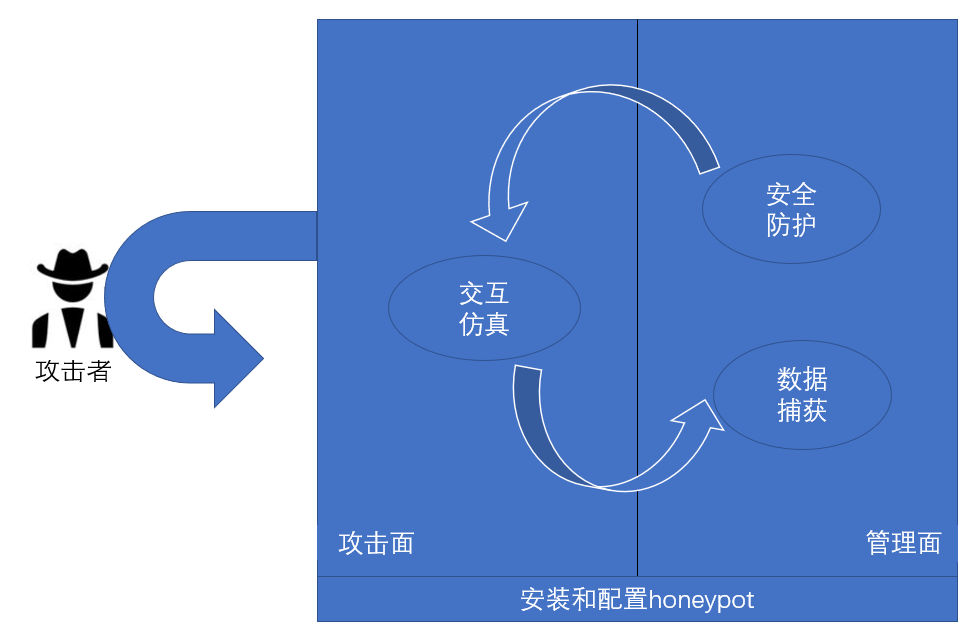 安全
防护
交互
仿真
攻击者
数据
捕获
攻击面
管理面
安装和配置honeypot